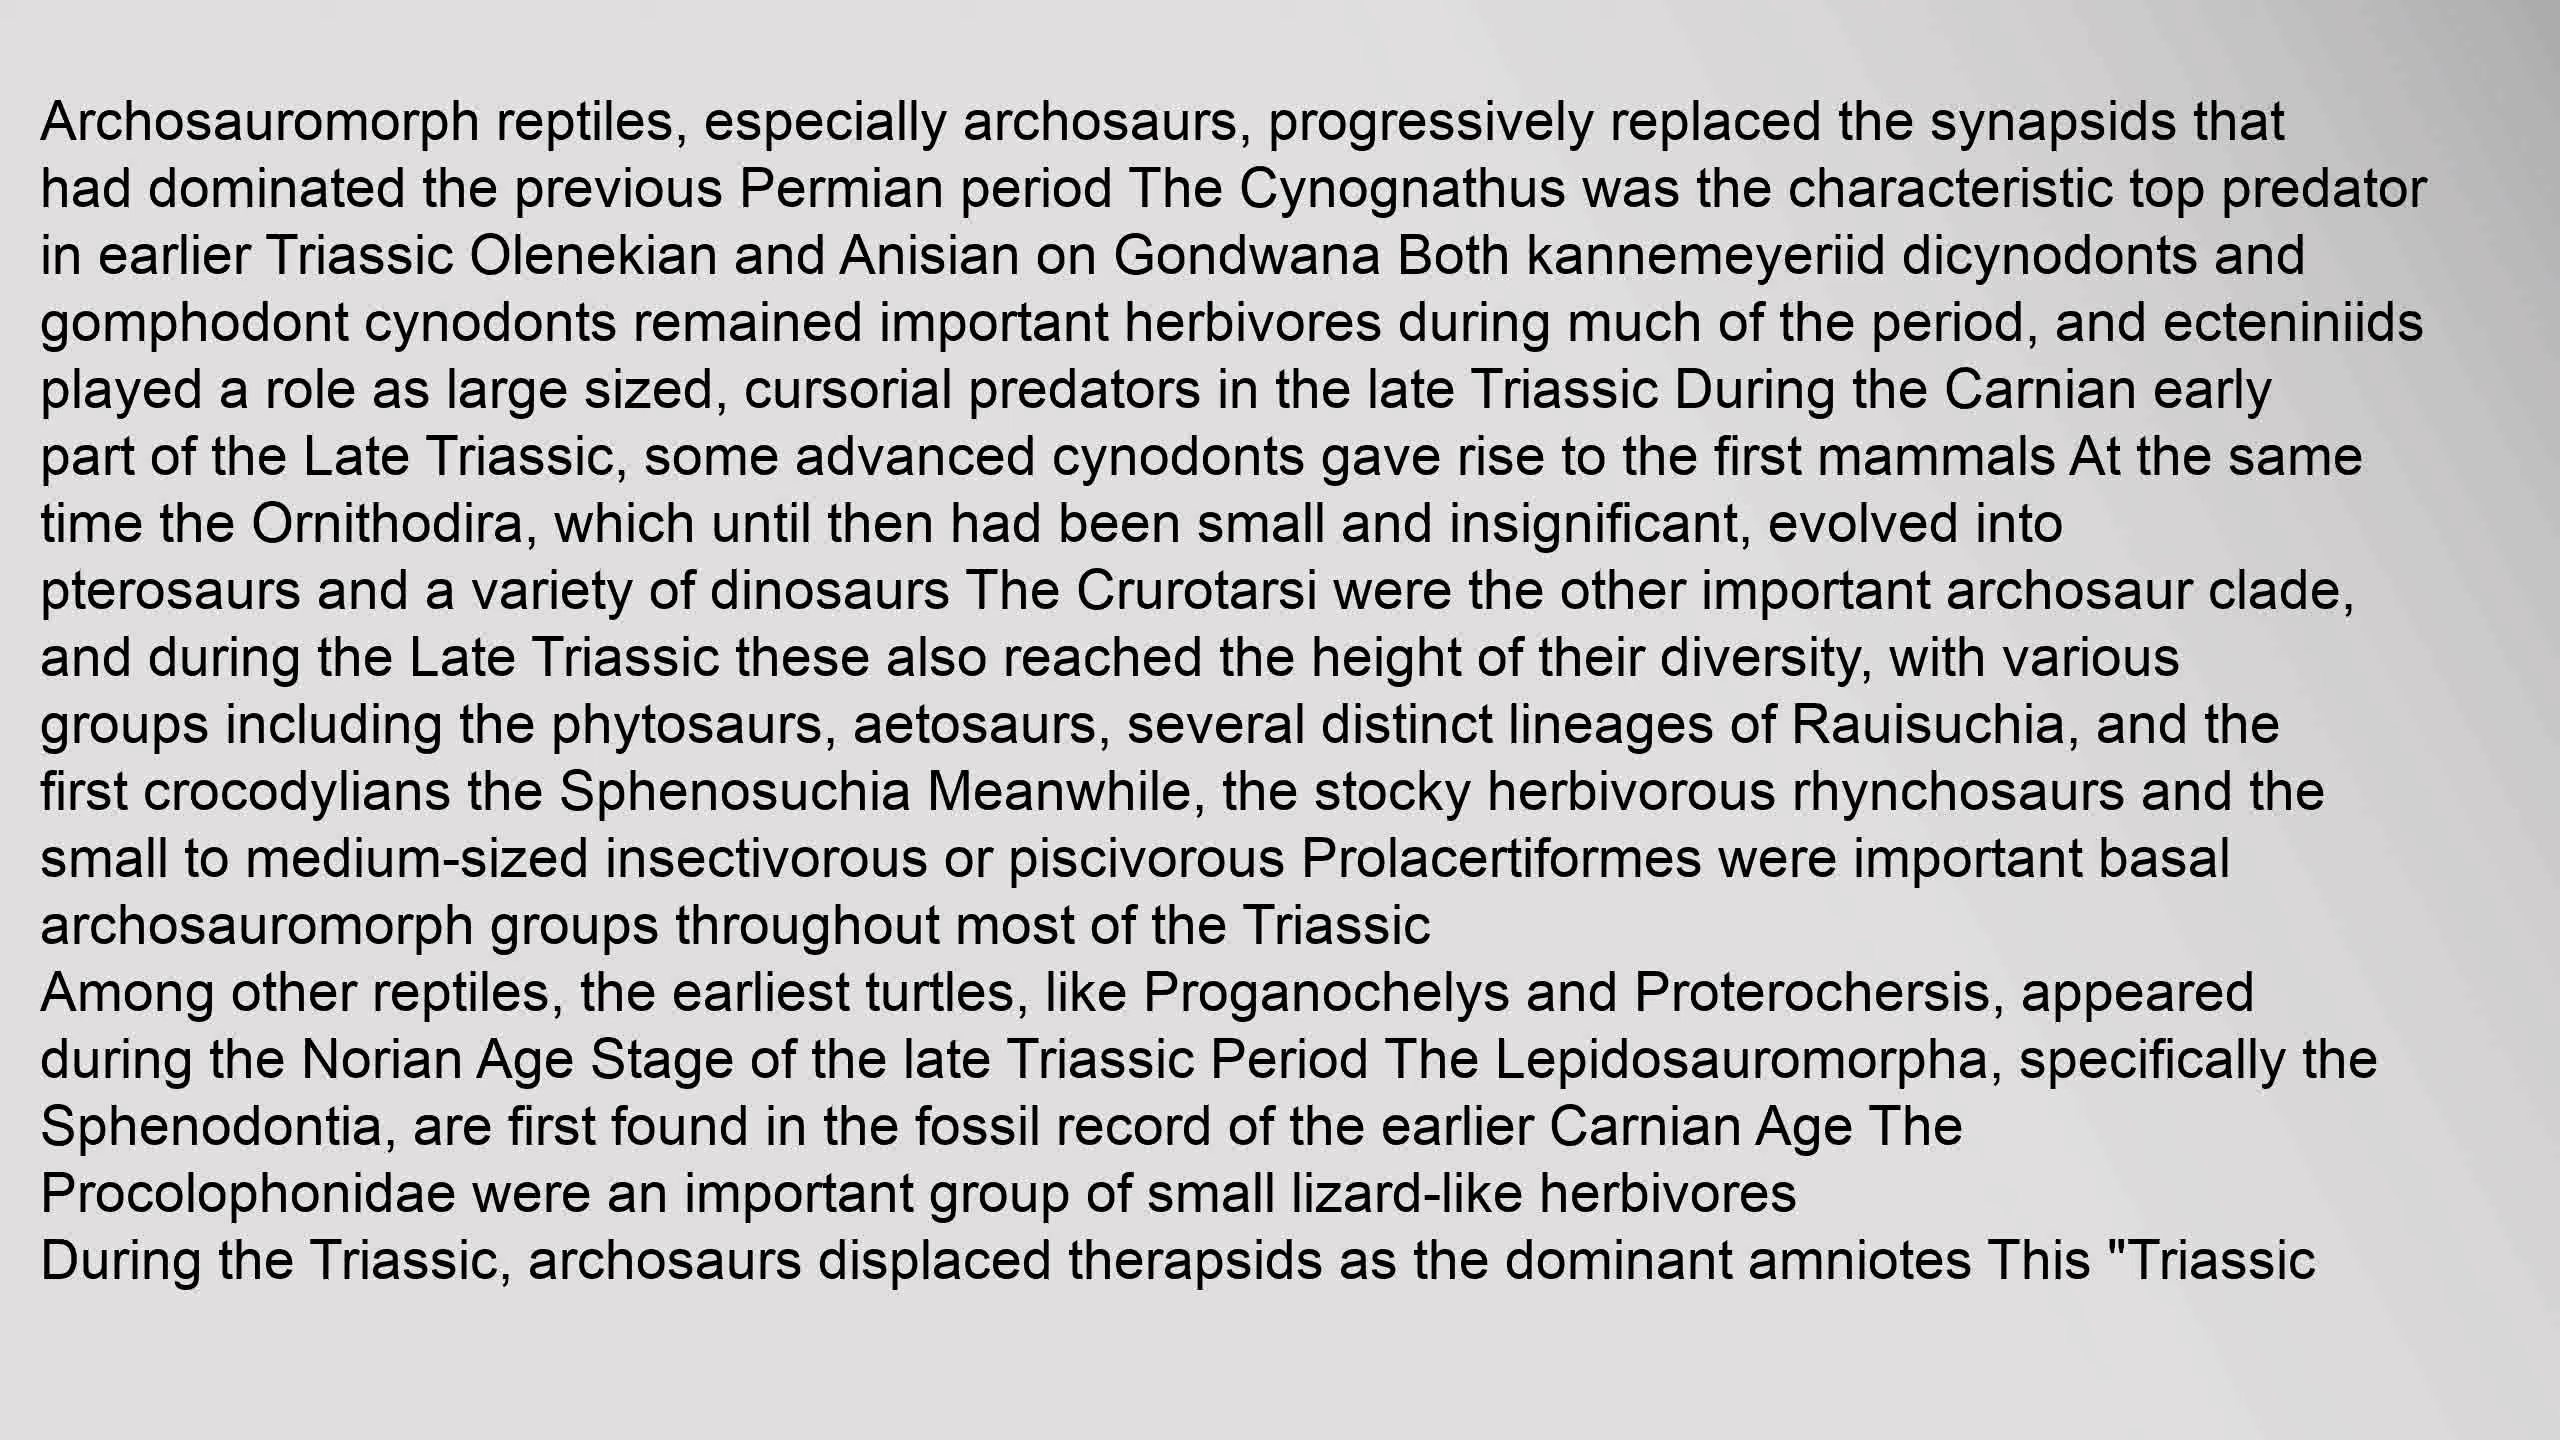 Archosauromorph reptiles, especially archosaurs, progressively replaced the synapsids that
had dominated the previous Permian period The Cynognathus was the characteristic top predator
in earlier Triassic Olenekian and Anisian on Gondwana Both kannemeyeriid dicynodonts and
gomphodont cynodonts remained important herbivores during much of the period, and ecteniniids
played a role as large sized, cursorial predators in the late Triassic During the Carnian early
part of the Late Triassic, some advanced cynodonts gave rise to the first mammals At the same
time the Ornithodira, which until then had been small and insignificant, evolved into
pterosaurs and a variety of dinosaurs The Crurotarsi were the other important archosaur clade,
and during the Late Triassic these also reached the height of their diversity, with various
groups including the phytosaurs, aetosaurs, several distinct lineages of Rauisuchia, and the
first crocodylians the Sphenosuchia Meanwhile, the stocky herbivorous rhynchosaurs and the
small to medium-sized insectivorous or piscivorous Prolacertiformes were important basal
archosauromorph groups throughout most of the Triassic
Among other reptiles, the earliest turtles, like Proganochelys and Proterochersis, appeared
during the Norian Age Stage of the late Triassic Period The Lepidosauromorpha, specifically the
Sphenodontia, are first found in the fossil record of the earlier Carnian Age The
Procolophonidae were an important group of small lizard-like herbivores
During the Triassic, archosaurs displaced therapsids as the dominant amniotes This "Triassic